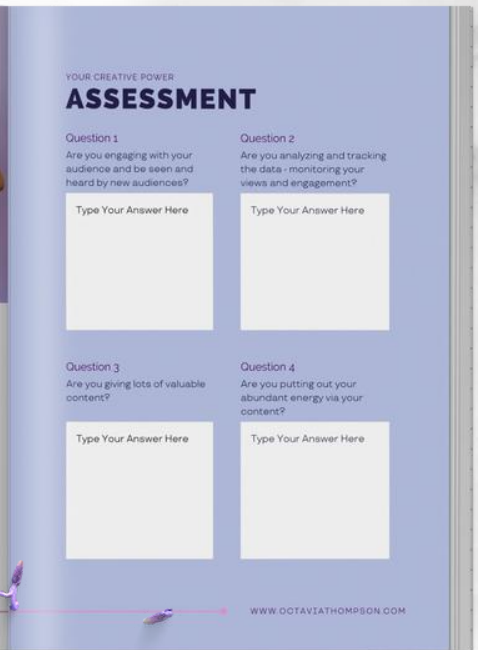 YOUR CREATIVE POWER
ASSESSMENT
Question 1
Are you engaging with your
audience and be seen and
heard by new audiences?
Type Your Answer Here
Question 2
Are you analyzing and tracking
the data - monitoring your
views and engagement?
Type Your Answer Here
Question 3
Are you giving lots of valuable
content?
Type Your Answer Here
Question 4
Are you putting out your
abundant energy via your
content?
Type Your Answer Here
WWW.OCTAVIATHOMPSON.COM